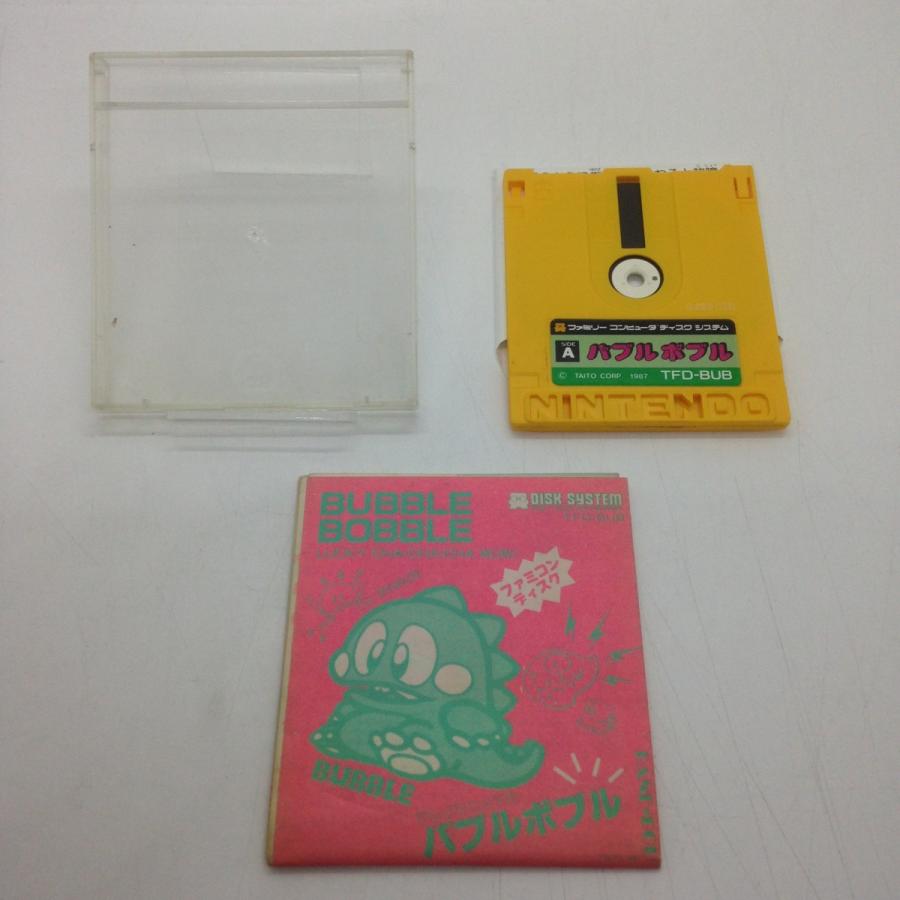 ファミリー コンピュータ ディスク システム
SIDE A バブル ボブル
© TAITO CORP 1987 TFD-BUB
NINTENDO
BUBBLE
BOBBLE
DISK SYSTEM
TFD-BUB
ファミコン
ディスク
BUBBLE
バブルボブル